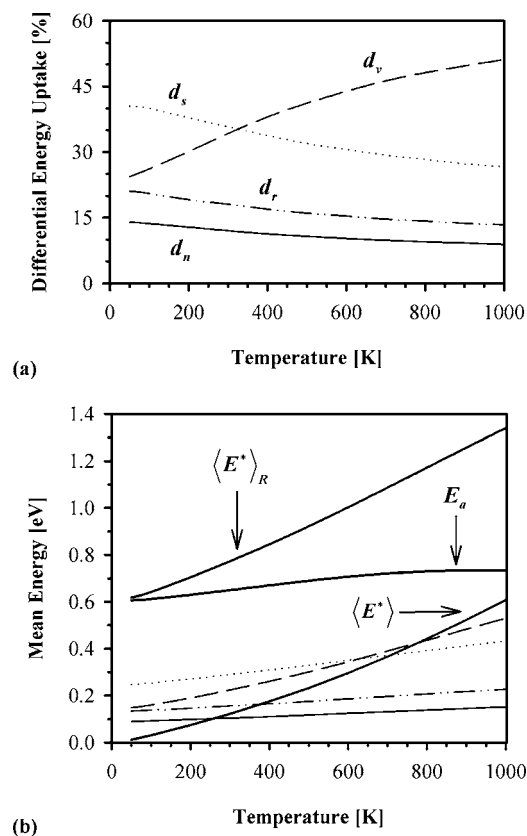 60
45
30
15
0
Differential Energy Uptake [%]
d_v
d_s
d_r
d_n
0 200 400 600 800 1000
Temperature [K]
(a)
1.4
1.2
1.0
0.8
0.6
0.4
0.2
0.0
Mean Energy [eV]
⟨E*⟩_R
E_a
⟨E*⟩
0 200 400 600 800 1000
Temperature [K]
(b)